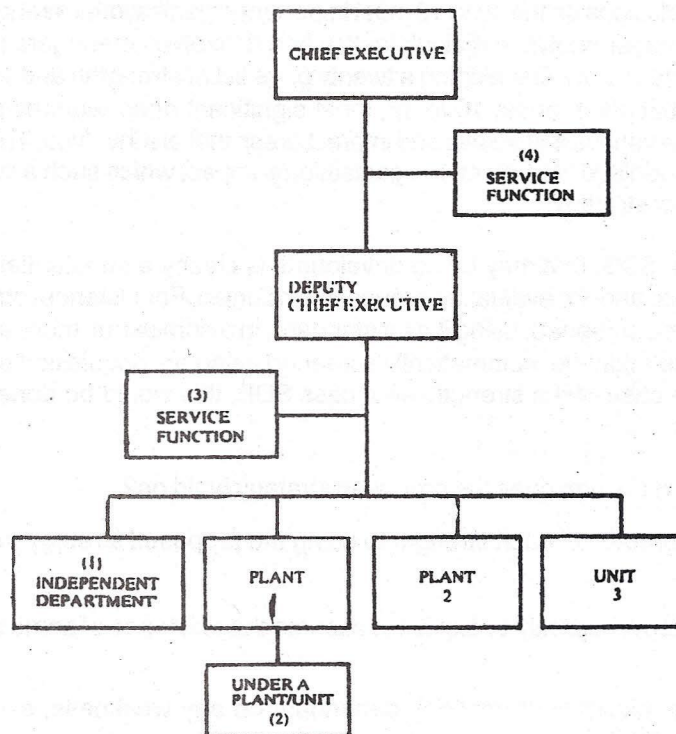 CHIEF EXECUTIVE
(4)
SERVICE
FUNCTION
DEPUTY
CHIEF EXECUTIVE
(3)
SERVICE
FUNCTION
(1)
INDEPENDENT
DEPARTMENT
PLANT
1
PLANT
2
UNIT
3
UNDER A
PLANT/UNIT
(2)